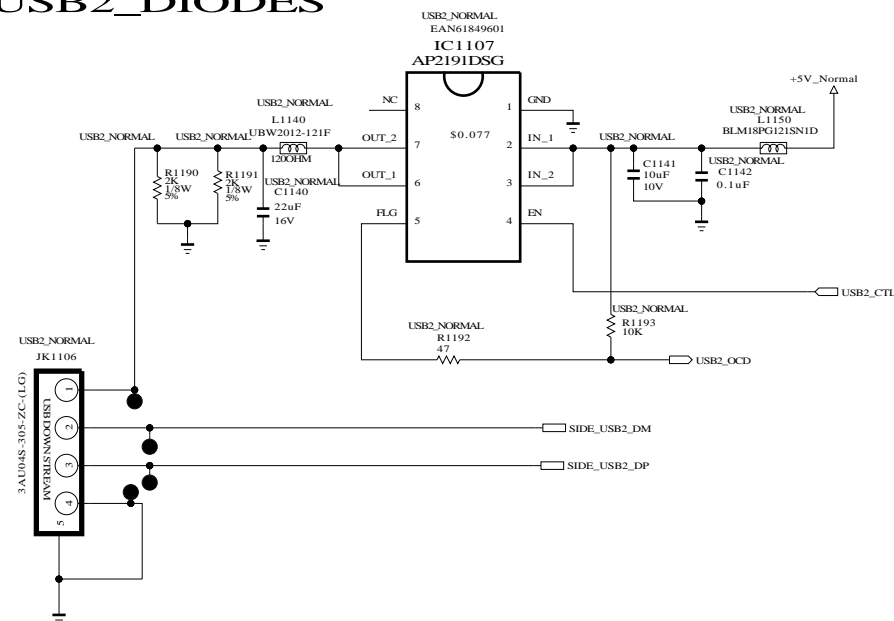 USB2_DIODES
USB2_NORMAL
EAN61849601
IC1107
AP2191DSG
$0.077
NC
8
1
GND
OUT_2
7
2
IN_1
OUT_1
6
3
IN_2
FLG
5
4
EN
USB2_NORMAL
L1140
UBW2012-121F
120OHM
USB2_NORMAL
R1190
2K
1/8W
5%
USB2_NORMAL
R1191
2K
1/8W
5%
USB2_NORMAL
C1140
22uF
16V
USB2_NORMAL
C1141
10uF
10V
USB2_NORMAL
C1142
0.1uF
+5V_Normal
USB2_NORMAL
L1150
BLM18PG121SN1D
USB2_CTL
USB2_NORMAL
R1193
10K
USB2_NORMAL
R1192
47
USB2_OCD
USB2_NORMAL
JK1106
3AU04S-305-ZC-(LG)
USB DOWN STREAM
1
2
3
4
5
SIDE_USB2_DM
SIDE_USB2_DP